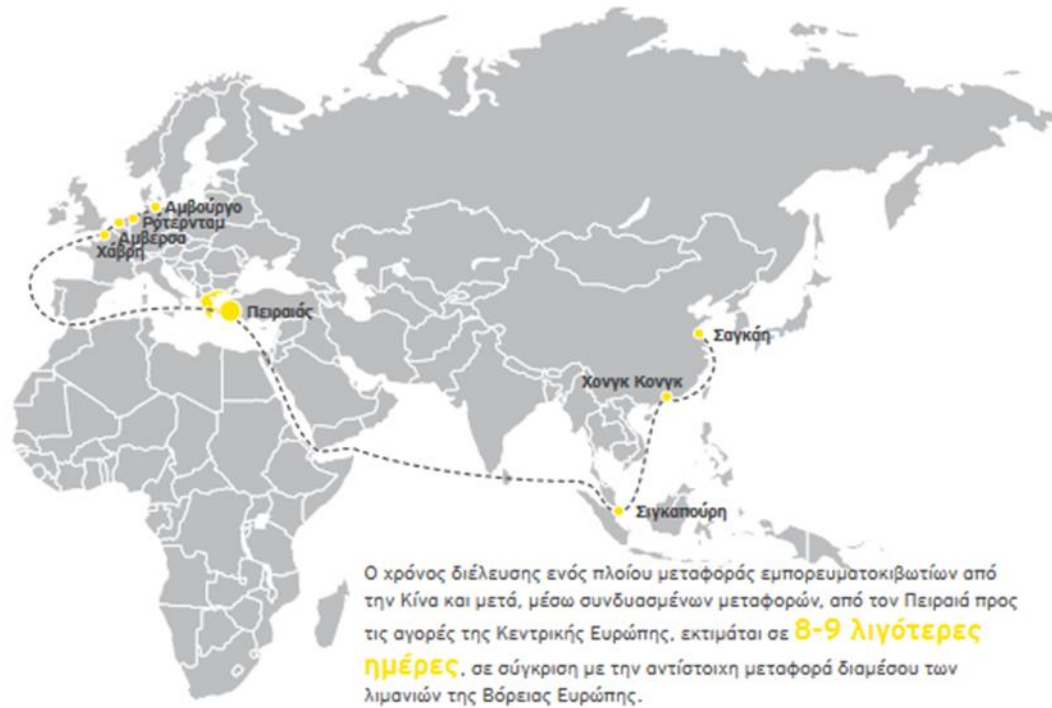 Αμβούργο
Ρότερνταμ
Αμβέρσα
Χάβρη
Πειραιάς
Σαγκάη
Χονγκ Κονγκ
Σιγκαπούρη
Ο χρόνος διέλευσης ενός πλοίου μεταφοράς εμπορευματοκιβωτίων από
την Κίνα και μετά, μέσω συνδυασμένων μεταφορών, από τον Πειραιά προς
τις αγορές της Κεντρικής Ευρώπης, εκτιμάται σε 8-9 λιγότερες
ημέρες, σε σύγκριση με την αντίστοιχη μεταφορά διαμέσου των
λιμανιών της Βόρειας Ευρώπης.